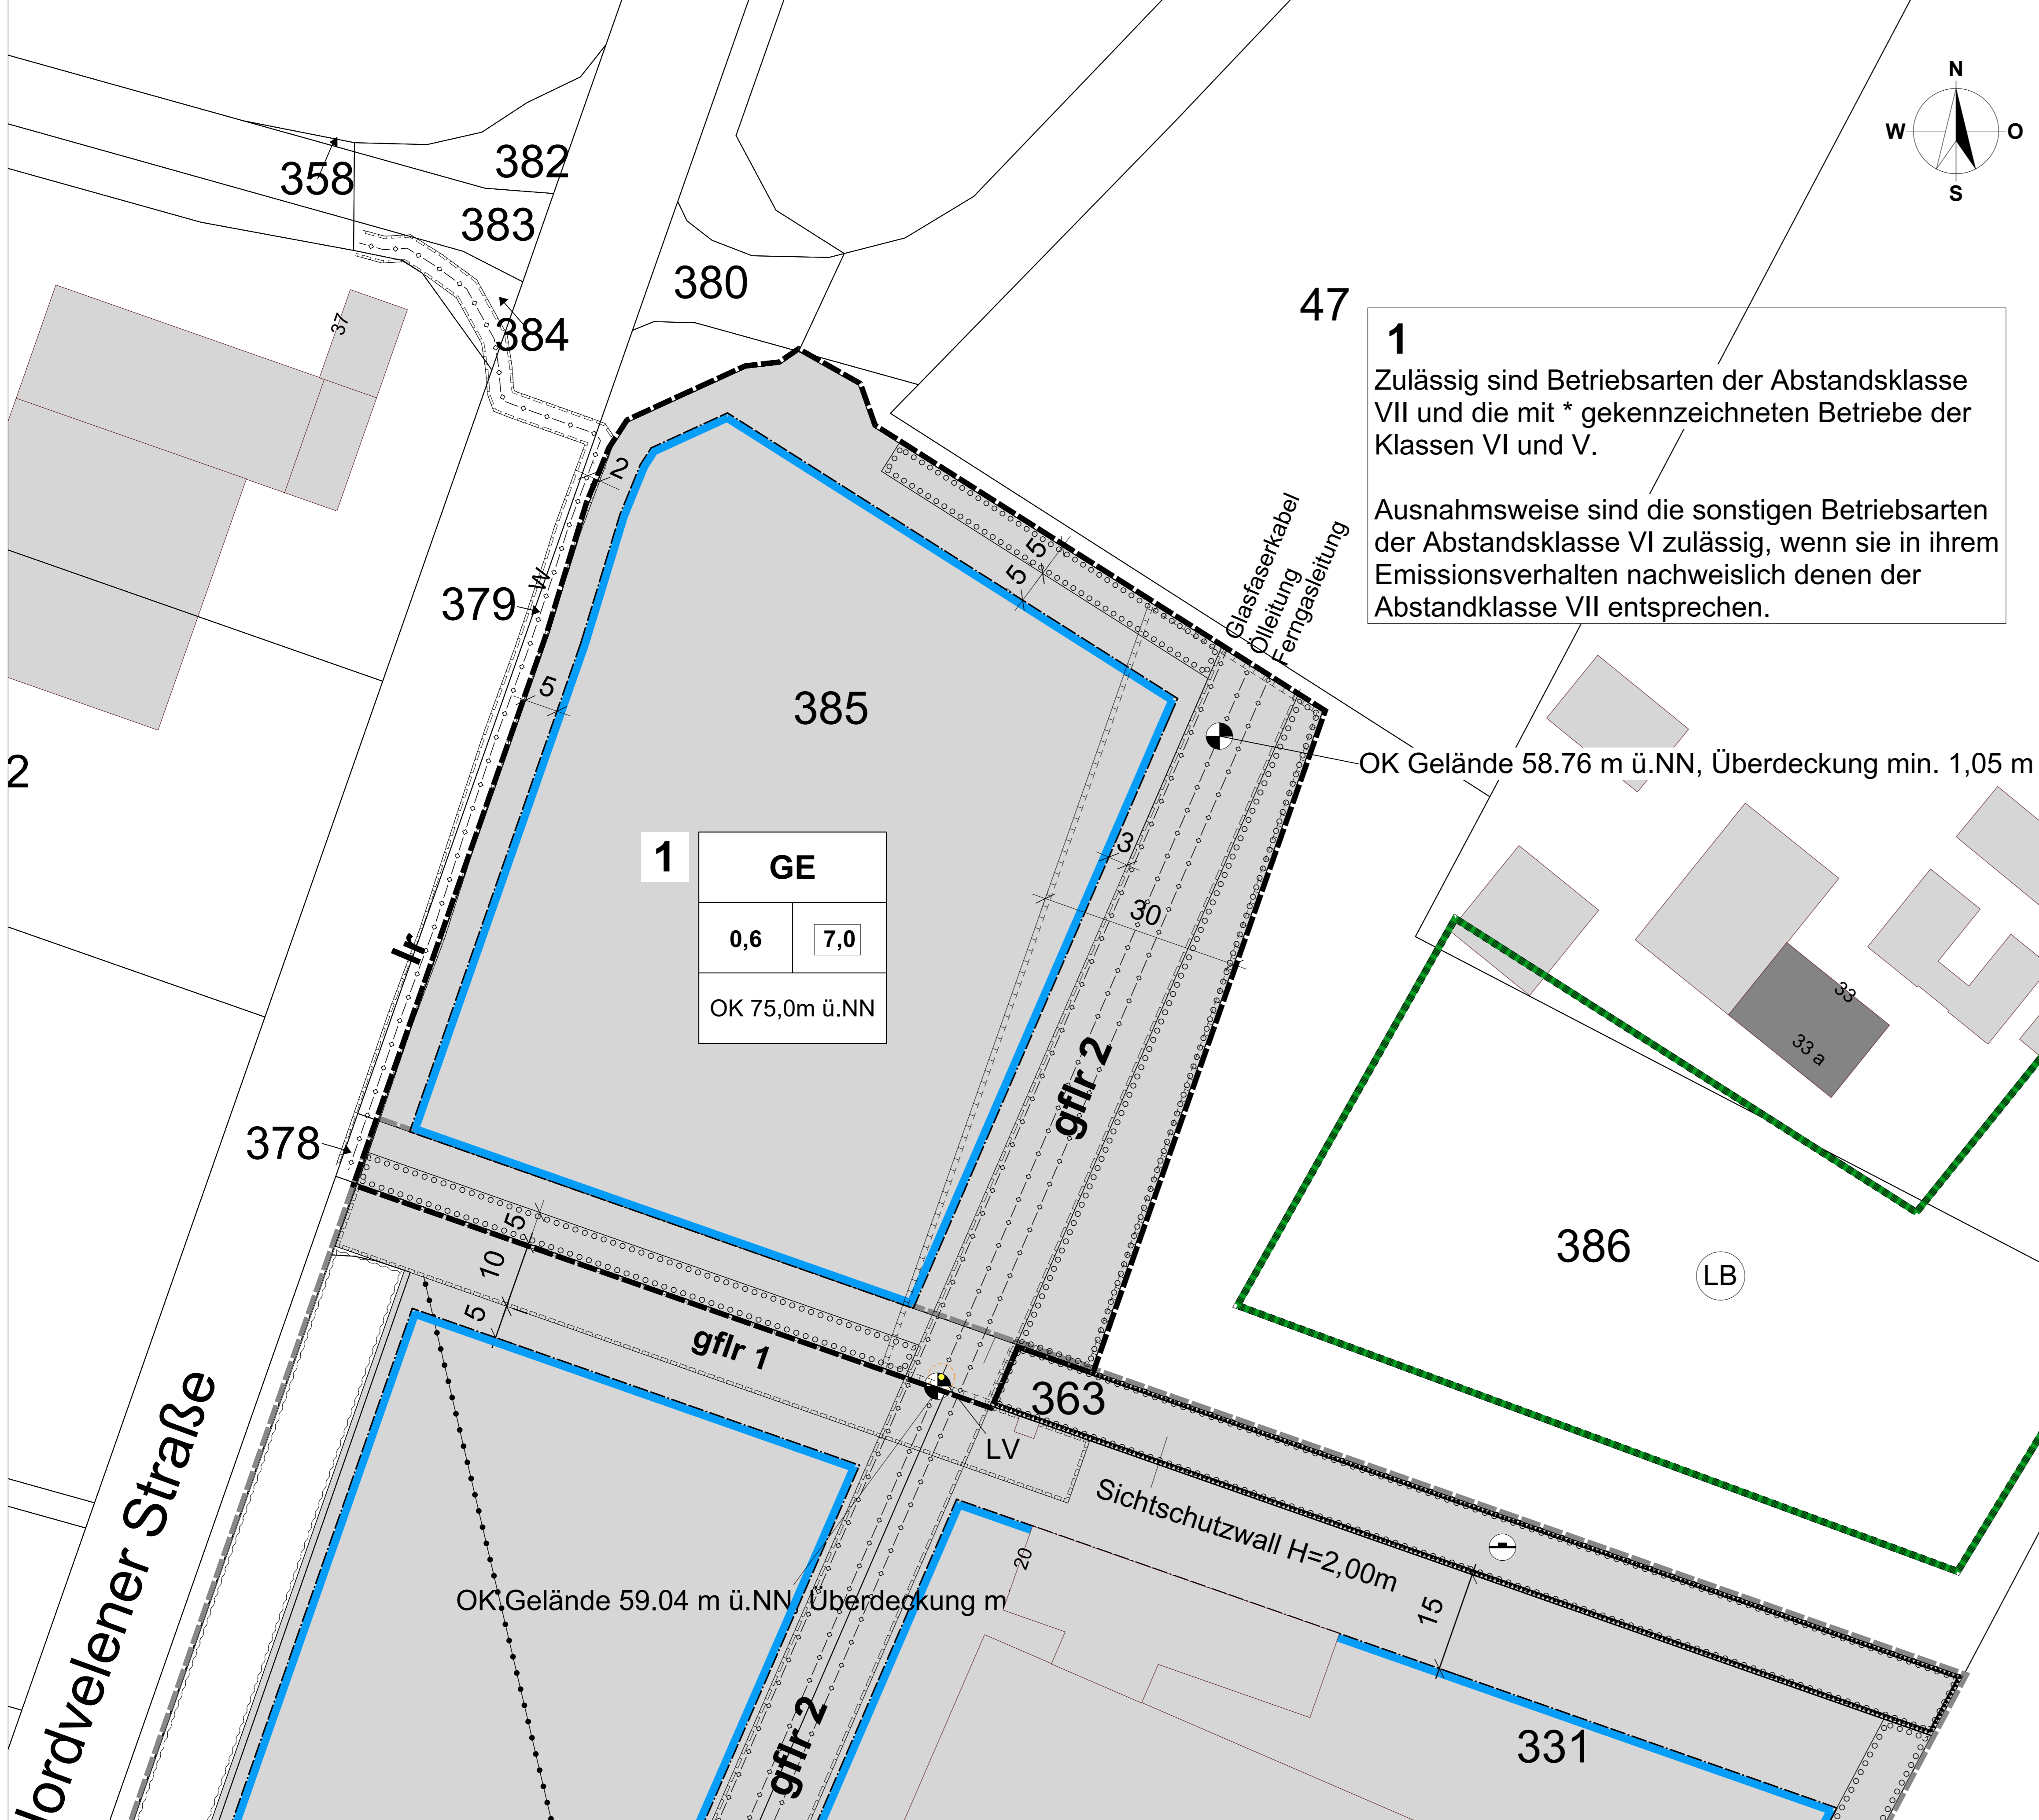 N
W
O
S
358
382
383
384
380
37
47
1
Zulässig sind Betriebsarten der Abstandsklasse
VII und die mit * gekennzeichneten Betriebe der
Klassen VI und V.
Ausnahmsweise sind die sonstigen Betriebsarten
der Abstandsklasse VI zulässig, wenn sie in ihrem
Emissionsverhalten nachweislich denen der
Abstandklasse VII entsprechen.
2
W
379
5
5
5
Glasfaserkabel
Ölleitung
Ferngasleitung
385
2
OK Gelände 58.76 m ü.NN, Überdeckung min. 1,05 m
1
GE
0,6
7,0
OK 75,0m ü.NN
3
30
lr
gflr 2
33
33 a
378
5
10
5
gflr 1
386
LB
363
LV
Sichtschutzwall H=2,00m
20
15
OK Gelände 59.04 m ü.NN, Überdeckung m
gflr 2
331
lordvelener Straße